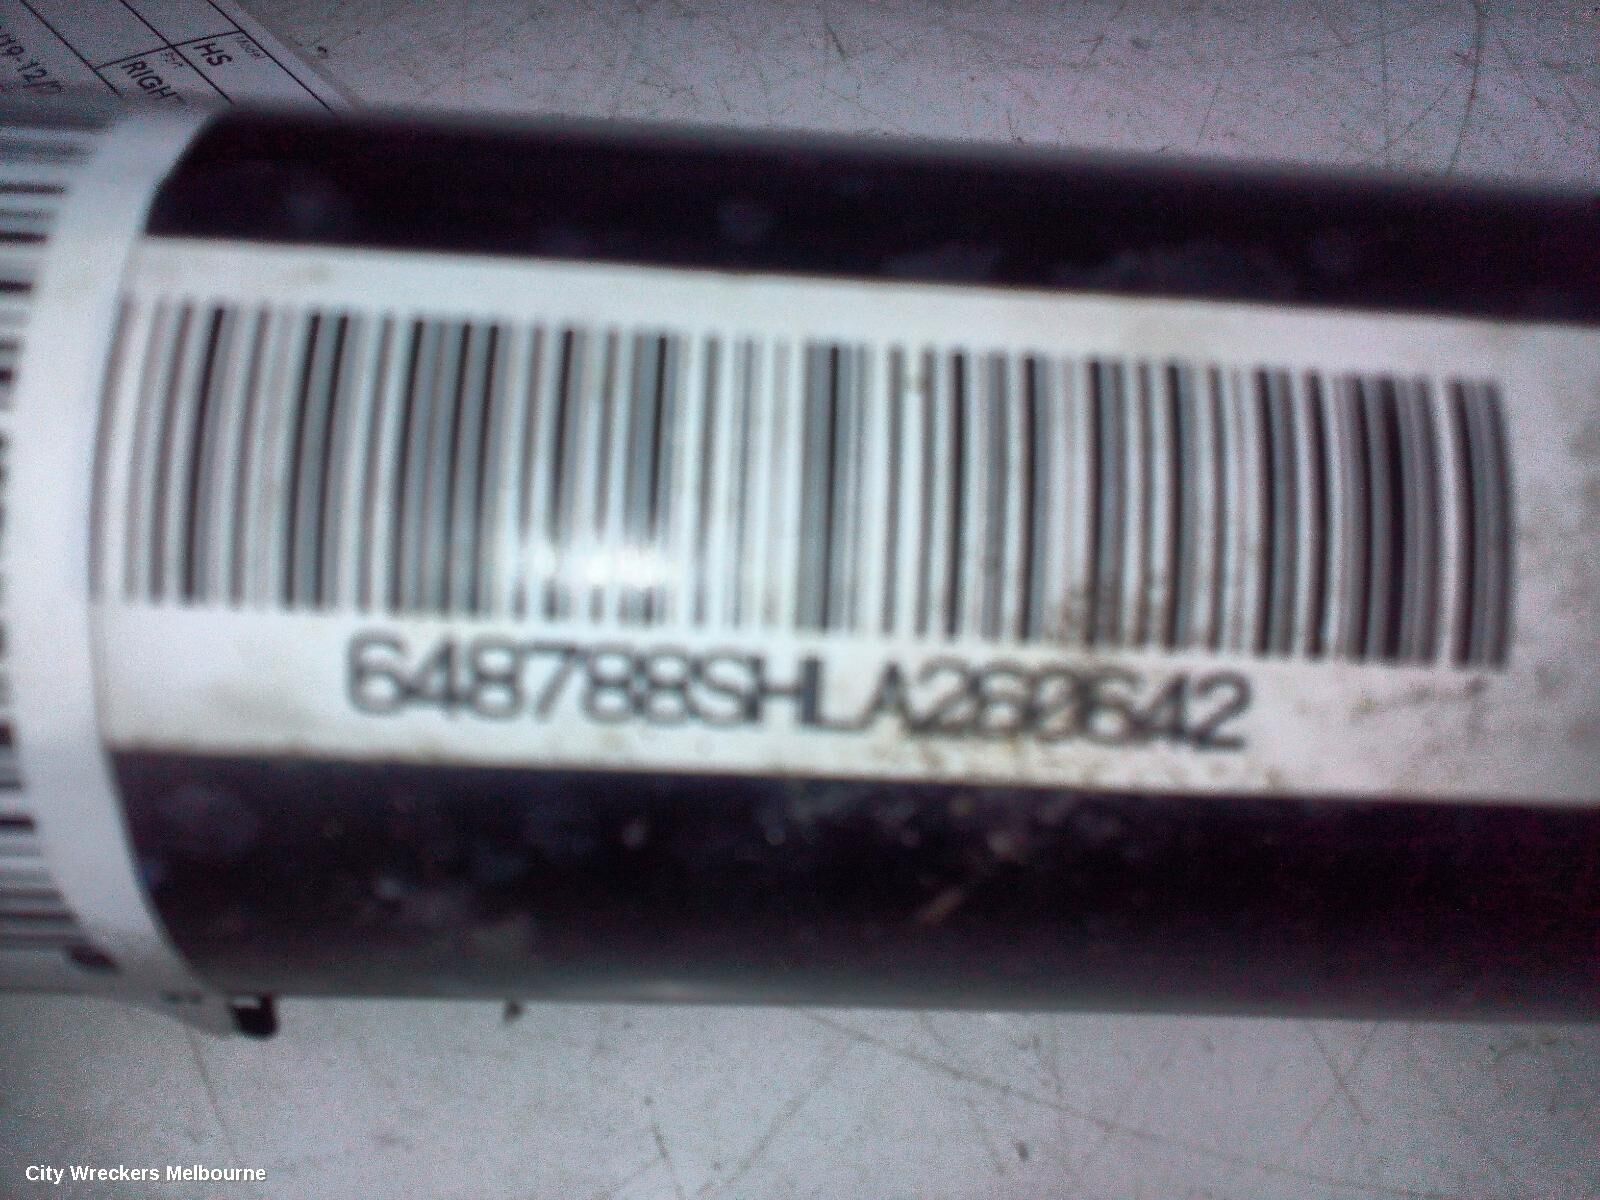 HS
RIGHT
648788SHLA260642
City Wreckers Melbourne